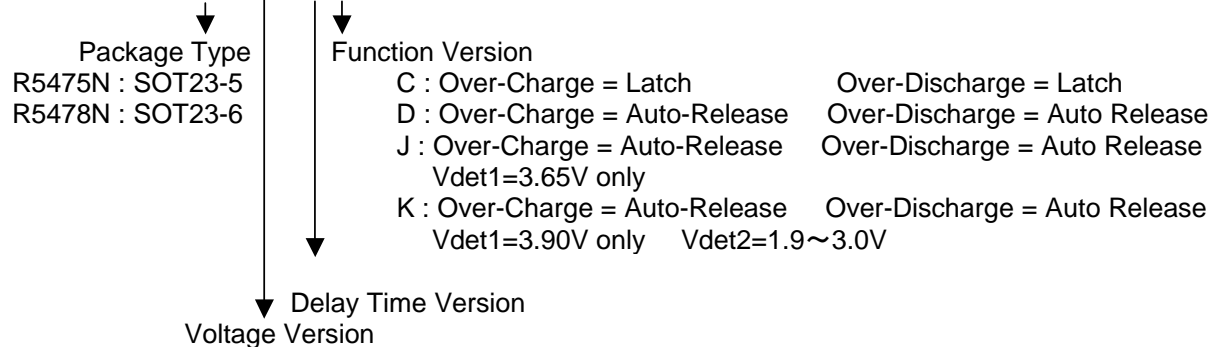 Package Type Function Version
R5475N : SOT23-5 C : Over-Charge = Latch Over-Discharge = Latch
R5478N : SOT23-6 D : Over-Charge = Auto-Release Over-Discharge = Auto Release
J : Over-Charge = Auto-Release Over-Discharge = Auto Release
Vdet1=3.65V only
K : Over-Charge = Auto-Release Over-Discharge = Auto Release
Vdet1=3.90V only Vdet2=1.9～3.0V
Delay Time Version
Voltage Version